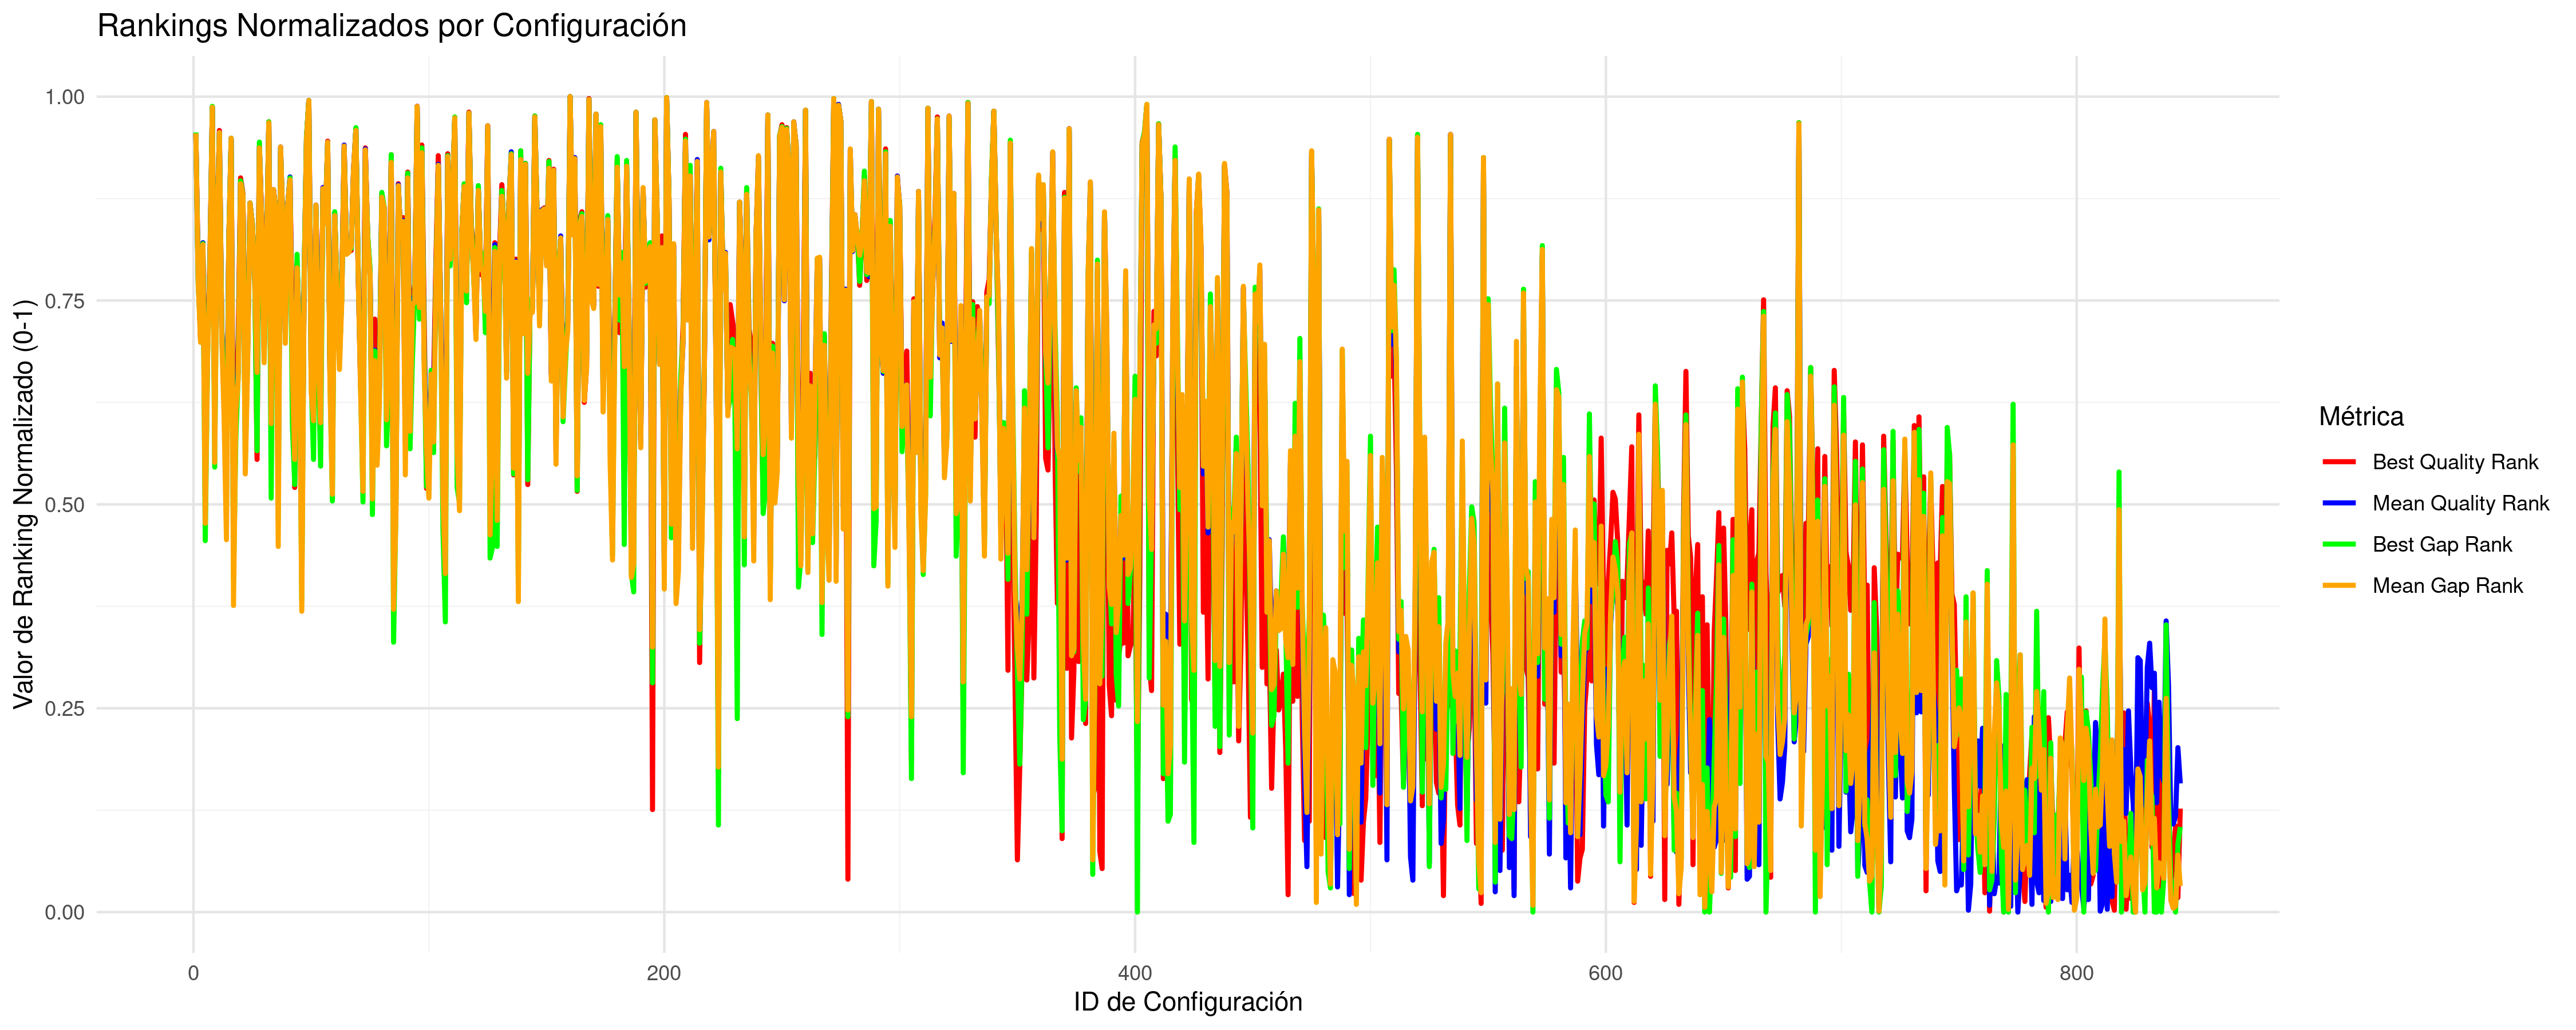 Rankings Normalizados por Configuración
Valor de Ranking Normalizado (0-1)
1.00
0.75
0.50
0.25
0.00
0
200
400
600
800
ID de Configuración
Métrica
Best Quality Rank
Mean Quality Rank
Best Gap Rank
Mean Gap Rank